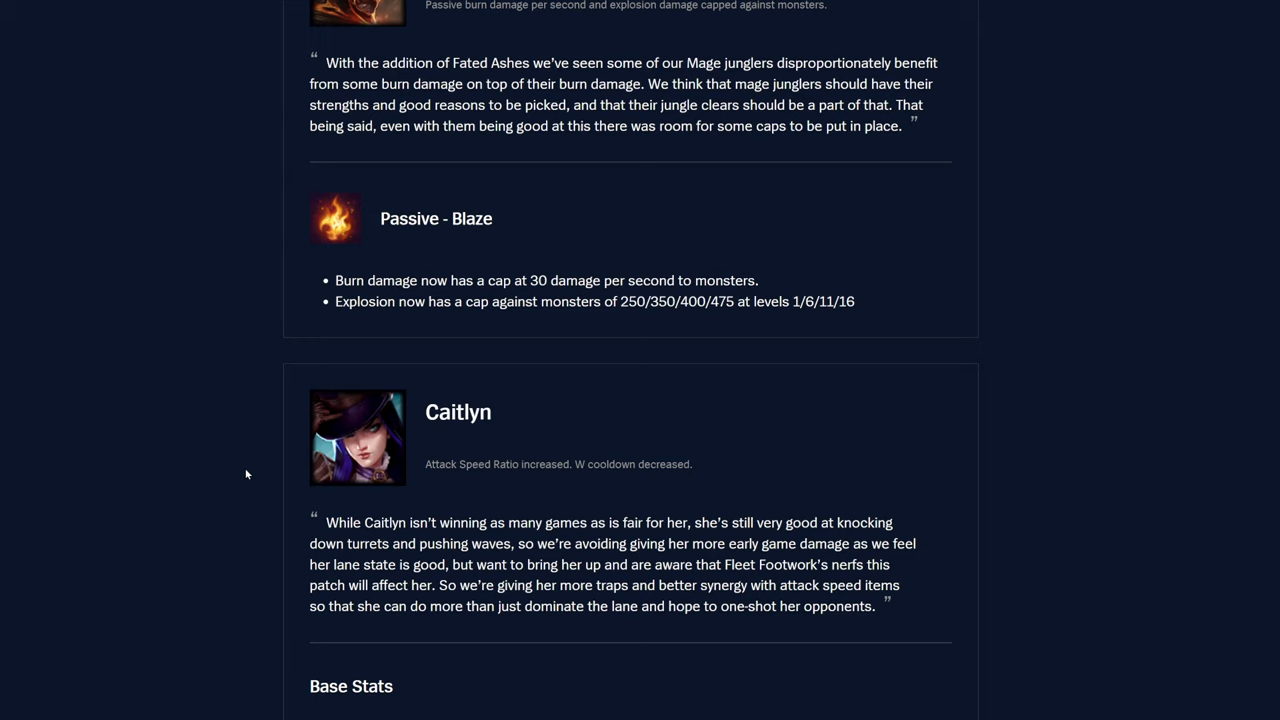 Passive burn damage per second and explosion damage capped against monsters.
“ With the addition of Fated Ashes we’ve seen some of our Mage junglers disproportionately benefit
from some burn damage on top of their burn damage. We think that mage junglers should have their
strengths and good reasons to be picked, and that their jungle clears should be a part of that. That
being said, even with them being good at this there was room for some caps to be put in place. ”
Passive - Blaze
• Burn damage now has a cap at 30 damage per second to monsters.
• Explosion now has a cap against monsters of 250/350/400/475 at levels 1/6/11/16
Caitlyn
Attack Speed Ratio increased. W cooldown decreased.
“ While Caitlyn isn’t winning as many games as is fair for her, she’s still very good at knocking
down turrets and pushing waves, so we’re avoiding giving her more early game damage as we feel
her lane state is good, but want to bring her up and are aware that Fleet Footwork’s nerfs this
patch will affect her. So we’re giving her more traps and better synergy with attack speed items
so that she can do more than just dominate the lane and hope to one-shot her opponents. ”
Base Stats